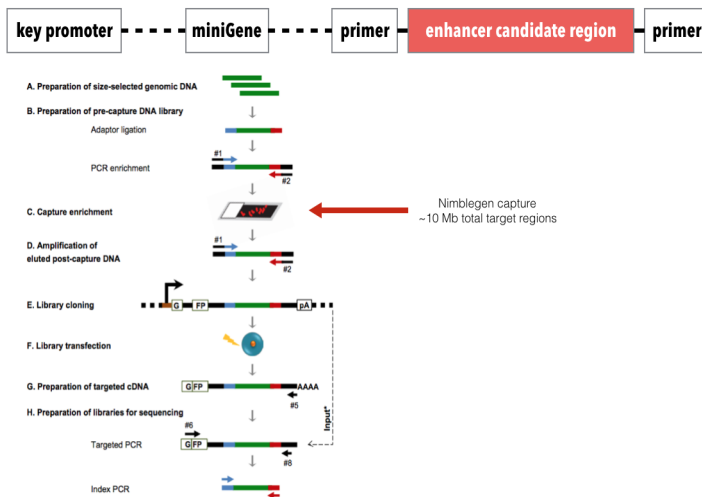 key promoter
miniGene
primer
enhancer candidate region
primer
A. Preparation of size-selected genomic DNA
B. Preparation of pre-capture DNA library
Adaptor ligation
#1
PCR enrichment
#2
C. Capture enrichment
Nimblegen capture
~10 Mb total target regions
#1
D. Amplification of
eluted post-capture DNA
#2
E. Library cloning
G
FP
pA
F. Library transfection
G. Preparation of targeted cDNA
G FP
AAAA
#5
H. Preparation of libraries for sequencing
Input*
#6
Targeted PCR
G FP
#8
Index PCR